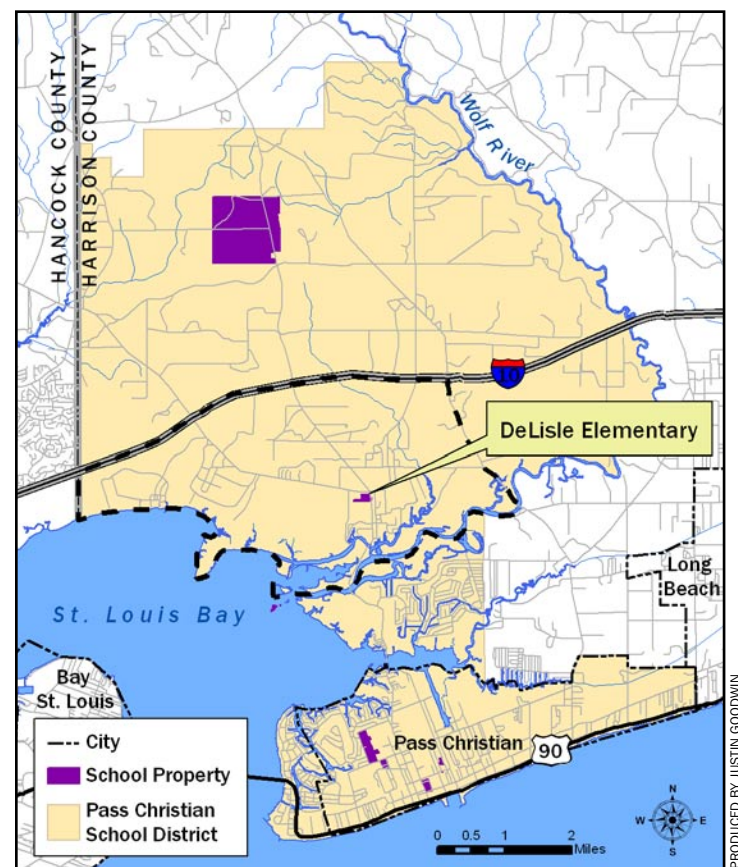 HANCOCK COUNTY
HARRISON COUNTY
Wolf River
10
DeLisle Elementary
Long
Beach
St. Louis Bay
Bay
St. Louis
City
School Property
Pass Christian
School District
Pass Christian
90
N
W
E
S
0 0.5 1 2
Miles
PRODUCED BY JUSTIN GOODWIN